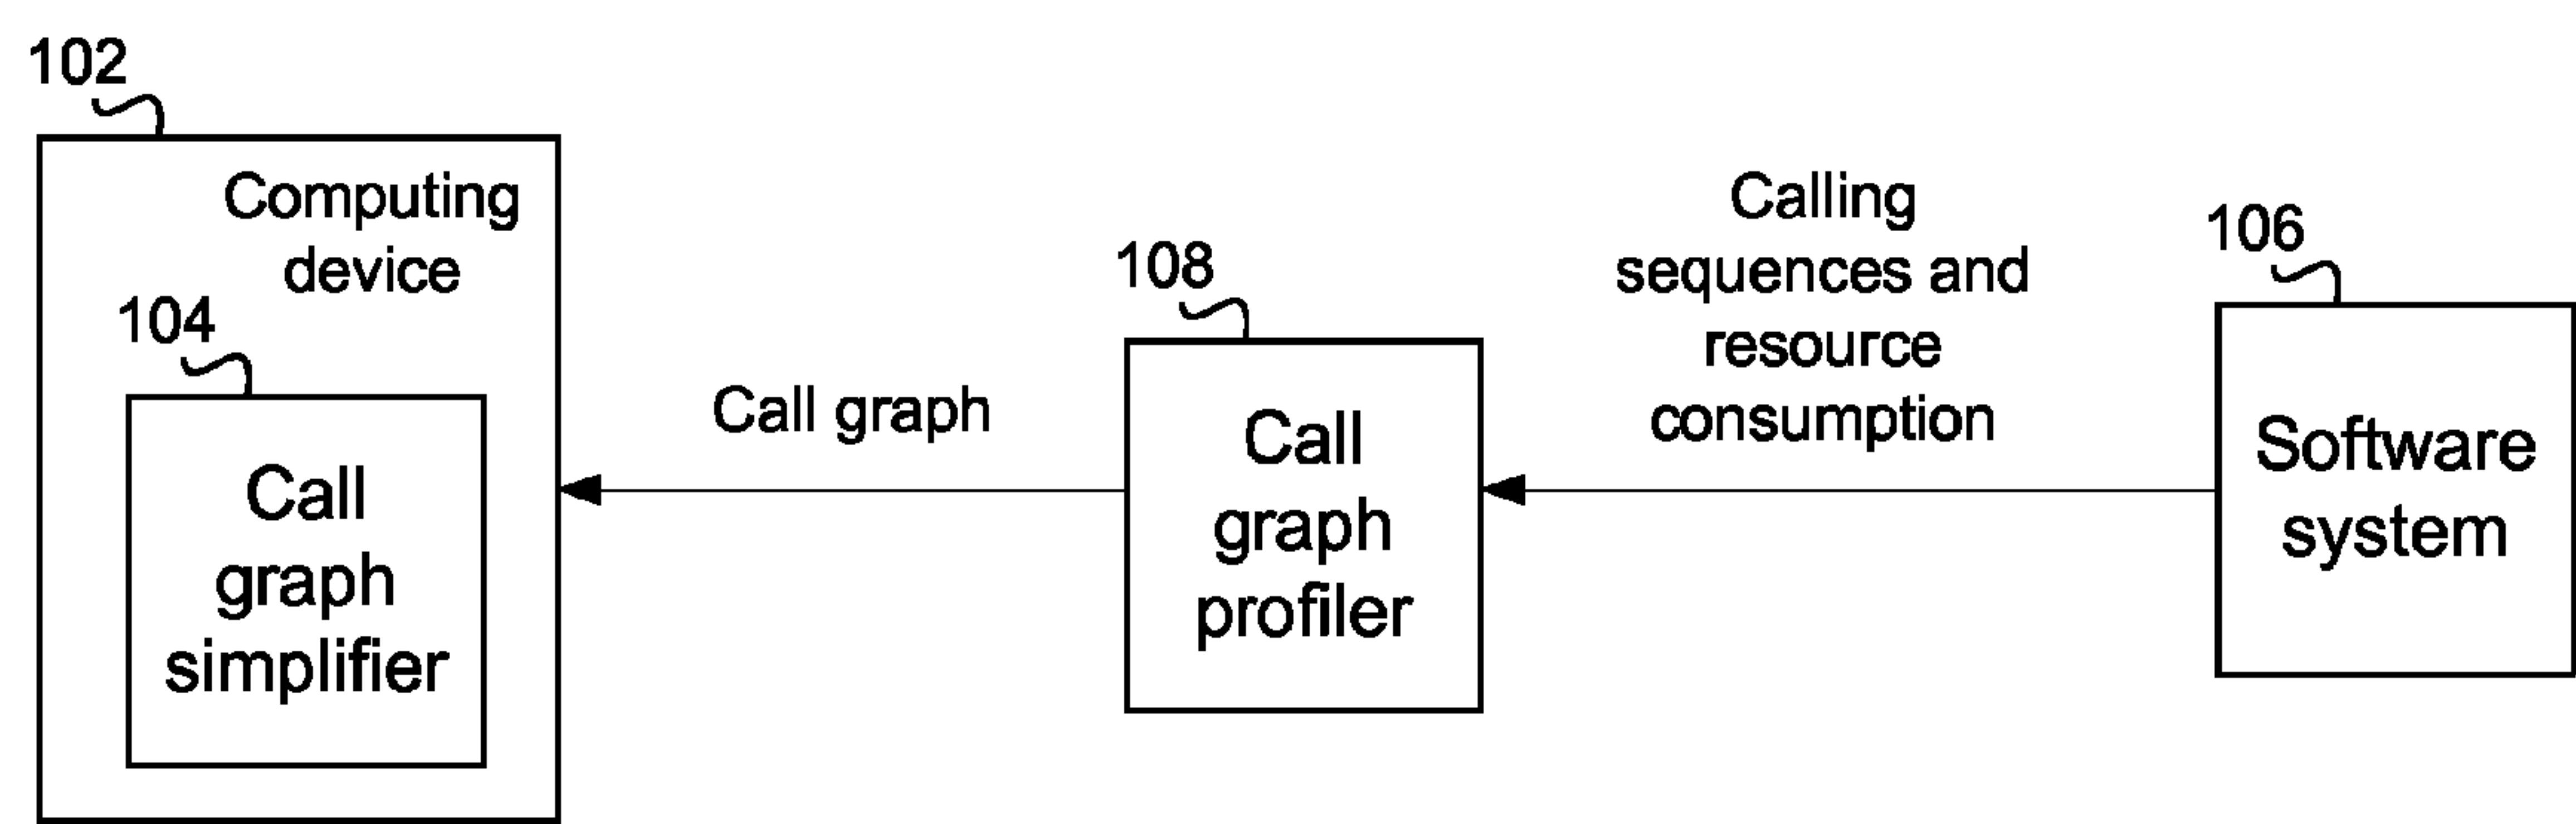 102
Computing
device
104
Call
graph
simplifier
Call graph
108
Call
graph
profiler
Calling
sequences and
resource
consumption
106
Software
system